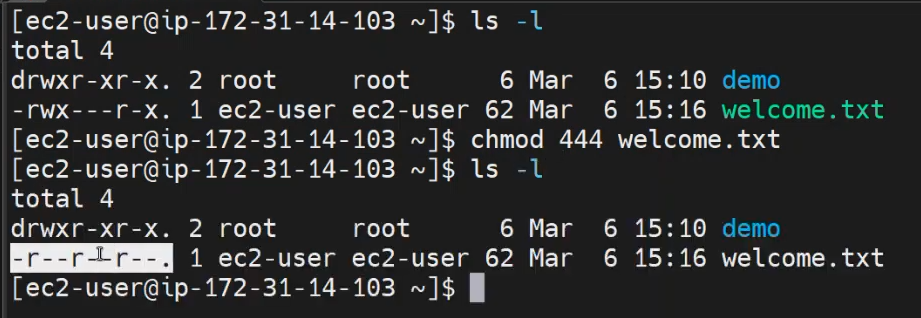 [ec2-user@ip-172-31-14-103 ~]$ ls -l
total 4
drwxr-xr-x. 2 root     root      6 Mar  6 15:10 demo
-rwx---r-x. 1 ec2-user ec2-user 62 Mar  6 15:16 welcome.txt
[ec2-user@ip-172-31-14-103 ~]$ chmod 444 welcome.txt
[ec2-user@ip-172-31-14-103 ~]$ ls -l
total 4
drwxr-xr-x. 2 root     root      6 Mar  6 15:10 demo
-r--r--r--. 1 ec2-user ec2-user 62 Mar  6 15:16 welcome.txt
[ec2-user@ip-172-31-14-103 ~]$